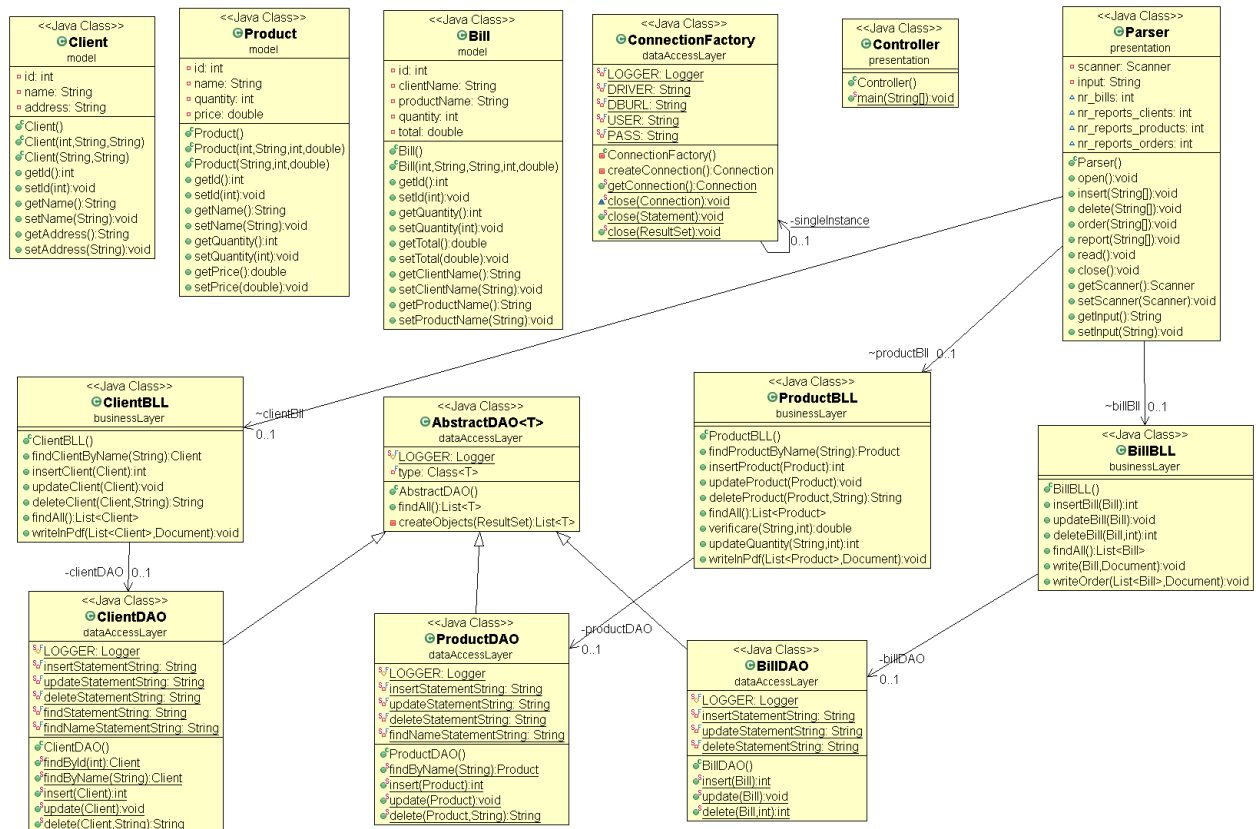 <<Java Class>>
Client
model
id: int
name: String
address: String
Client()
Client(int,String,String)
Client(String,String)
getId():int
setId(int):void
getName():String
setName(String):void
getAddress():String
setAddress(String):void
<<Java Class>>
Product
model
id: int
name: String
quantity: int
price: double
Product()
Product(int,String,int,double)
Product(String,int,double)
getId():int
setId(int):void
getName():String
setName(String):void
getQuantity():int
setQuantity(int):void
getPrice():double
setPrice(double):void
<<Java Class>>
Bill
model
id: int
clientName: String
productName: String
quantity: int
total: double
Bill()
Bill(int,String,String,int,double)
getId():int
setId(int):void
getQuantity():int
setQuantity(int):void
getTotal():double
setTotal(double):void
getClientName():String
setClientName(String):void
getProductName():String
setProductName(String):void
<<Java Class>>
ConnectionFactory
dataAccessLayer
LOGGER: Logger
DRIVER: String
DBURL: String
USER: String
PASS: String
ConnectionFactory()
createConnection():Connection
getConnection():Connection
close(Connection):void
close(Statement):void
close(ResultSet):void
-singleInstance
0..1
<<Java Class>>
Controller
presentation
Controller()
main(String[]):void
<<Java Class>>
Parser
presentation
scanner: Scanner
input: String
nr_bills: int
nr_reports_clients: int
nr_reports_products: int
nr_reports_orders: int
Parser()
open():void
insert(String[]):void
delete(String[]):void
order(String[]):void
report(String[]):void
read():void
close():void
getScanner():Scanner
setScanner(Scanner):void
getInput():String
setInput(String):void
~clientBll
0..1
~productBll 0..1
~billBll 0..1
<<Java Class>>
ClientBLL
businessLayer
ClientBLL()
findClientByName(String):Client
insertClient(Client):int
updateClient(Client):void
deleteClient(Client,String):String
findAll():List<Client>
writeInPdf(List<Client>,Document):void
<<Java Class>>
AbstractDAO<T>
dataAccessLayer
LOGGER: Logger
type: Class<T>
AbstractDAO()
findAll():List<T>
createObjects(ResultSet):List<T>
<<Java Class>>
ProductBLL
businessLayer
ProductBLL()
findProductByName(String):Product
insertProduct(Product):int
updateProduct(Product):void
deleteProduct(Product,String):String
findAll():List<Product>
verificare(String,int):double
updateQuantity(String,int):int
writeInPdf(List<Product>,Document):void
<<Java Class>>
BillBLL
businessLayer
BillBLL()
insertBill(Bill):int
updateBill(Bill):void
deleteBill(Bill,int):int
findAll():List<Bill>
write(Bill,Document):void
writeOrder(List<Bill>,Document):void
-clientDAO 0..1
-productDAO
0..1
-billDAO
0..1
<<Java Class>>
ClientDAO
dataAccessLayer
LOGGER: Logger
insertStatementString: String
updateStatementString: String
deleteStatementString: String
findStatementString: String
findNameStatementString: String
ClientDAO()
findById(int):Client
findByName(String):Client
insert(Client):int
update(Client):void
delete(Client,String):String
<<Java Class>>
ProductDAO
dataAccessLayer
LOGGER: Logger
insertStatementString: String
updateStatementString: String
deleteStatementString: String
findNameStatementString: String
ProductDAO()
findByName(String):Product
insert(Product):int
update(Product):void
delete(Product,String):String
<<Java Class>>
BillDAO
dataAccessLayer
LOGGER: Logger
insertStatementString: String
updateStatementString: String
deleteStatementString: String
BillDAO()
insert(Bill):int
update(Bill):void
delete(Bill,int):int